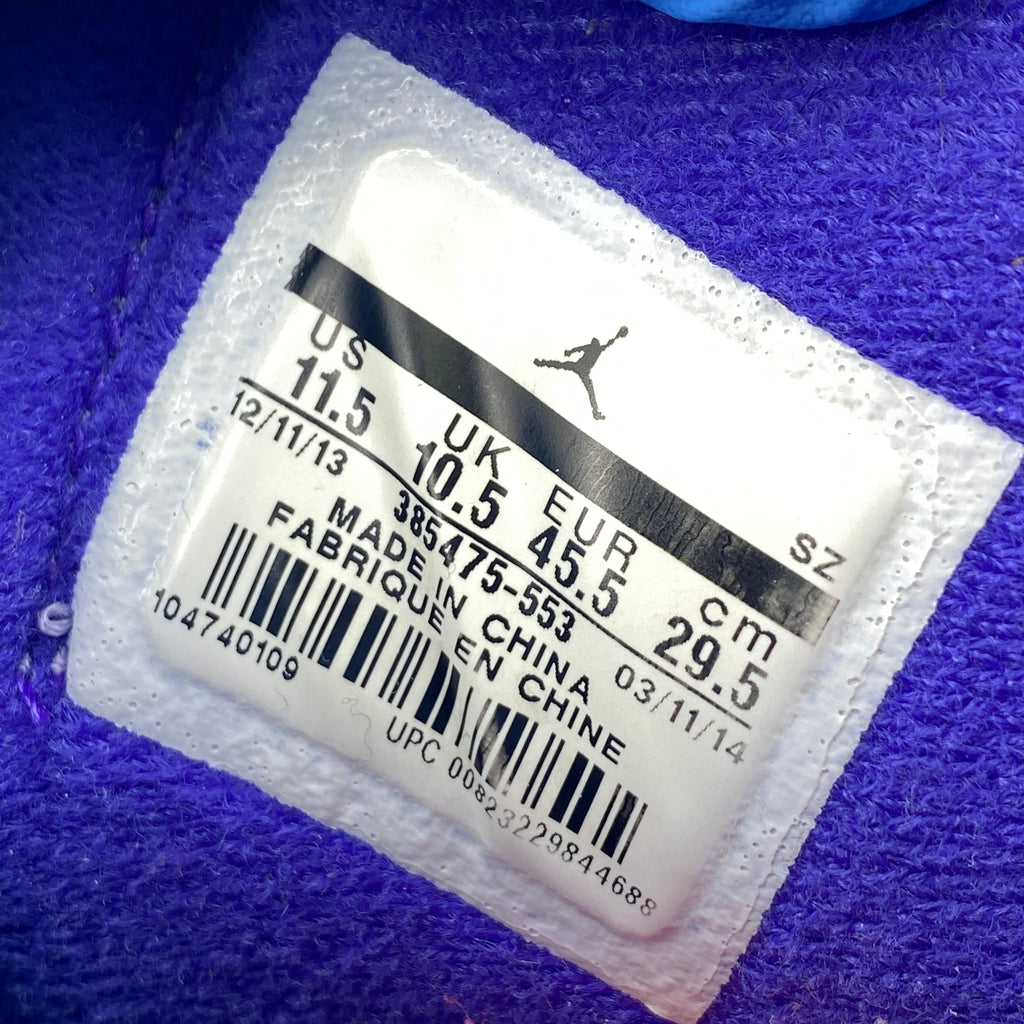 SZ
US UK EUR cm
11.5 10.5 45.5 29.5
12/11/13 385475-553 03/11/14
MADE IN CHINA
FABRIQUE EN CHINE
104740109 UPC 00823229844688